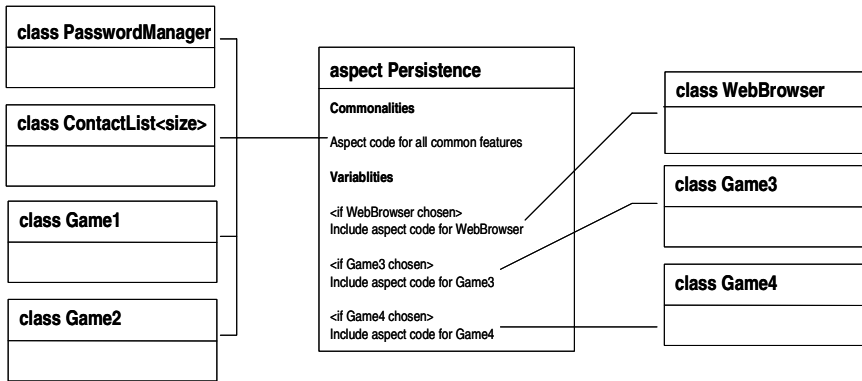 class PasswordManager
class ContactList<size>
class Game1
class Game2
aspect Persistence
Commonalities
Aspect code for all common features
Variablities
<if WebBrowser chosen>
Include aspect code for WebBrowser
<if Game3 chosen>
Include aspect code for Game3
<if Game4 chosen>
Include aspect code for Game4
class WebBrowser
class Game3
class Game4